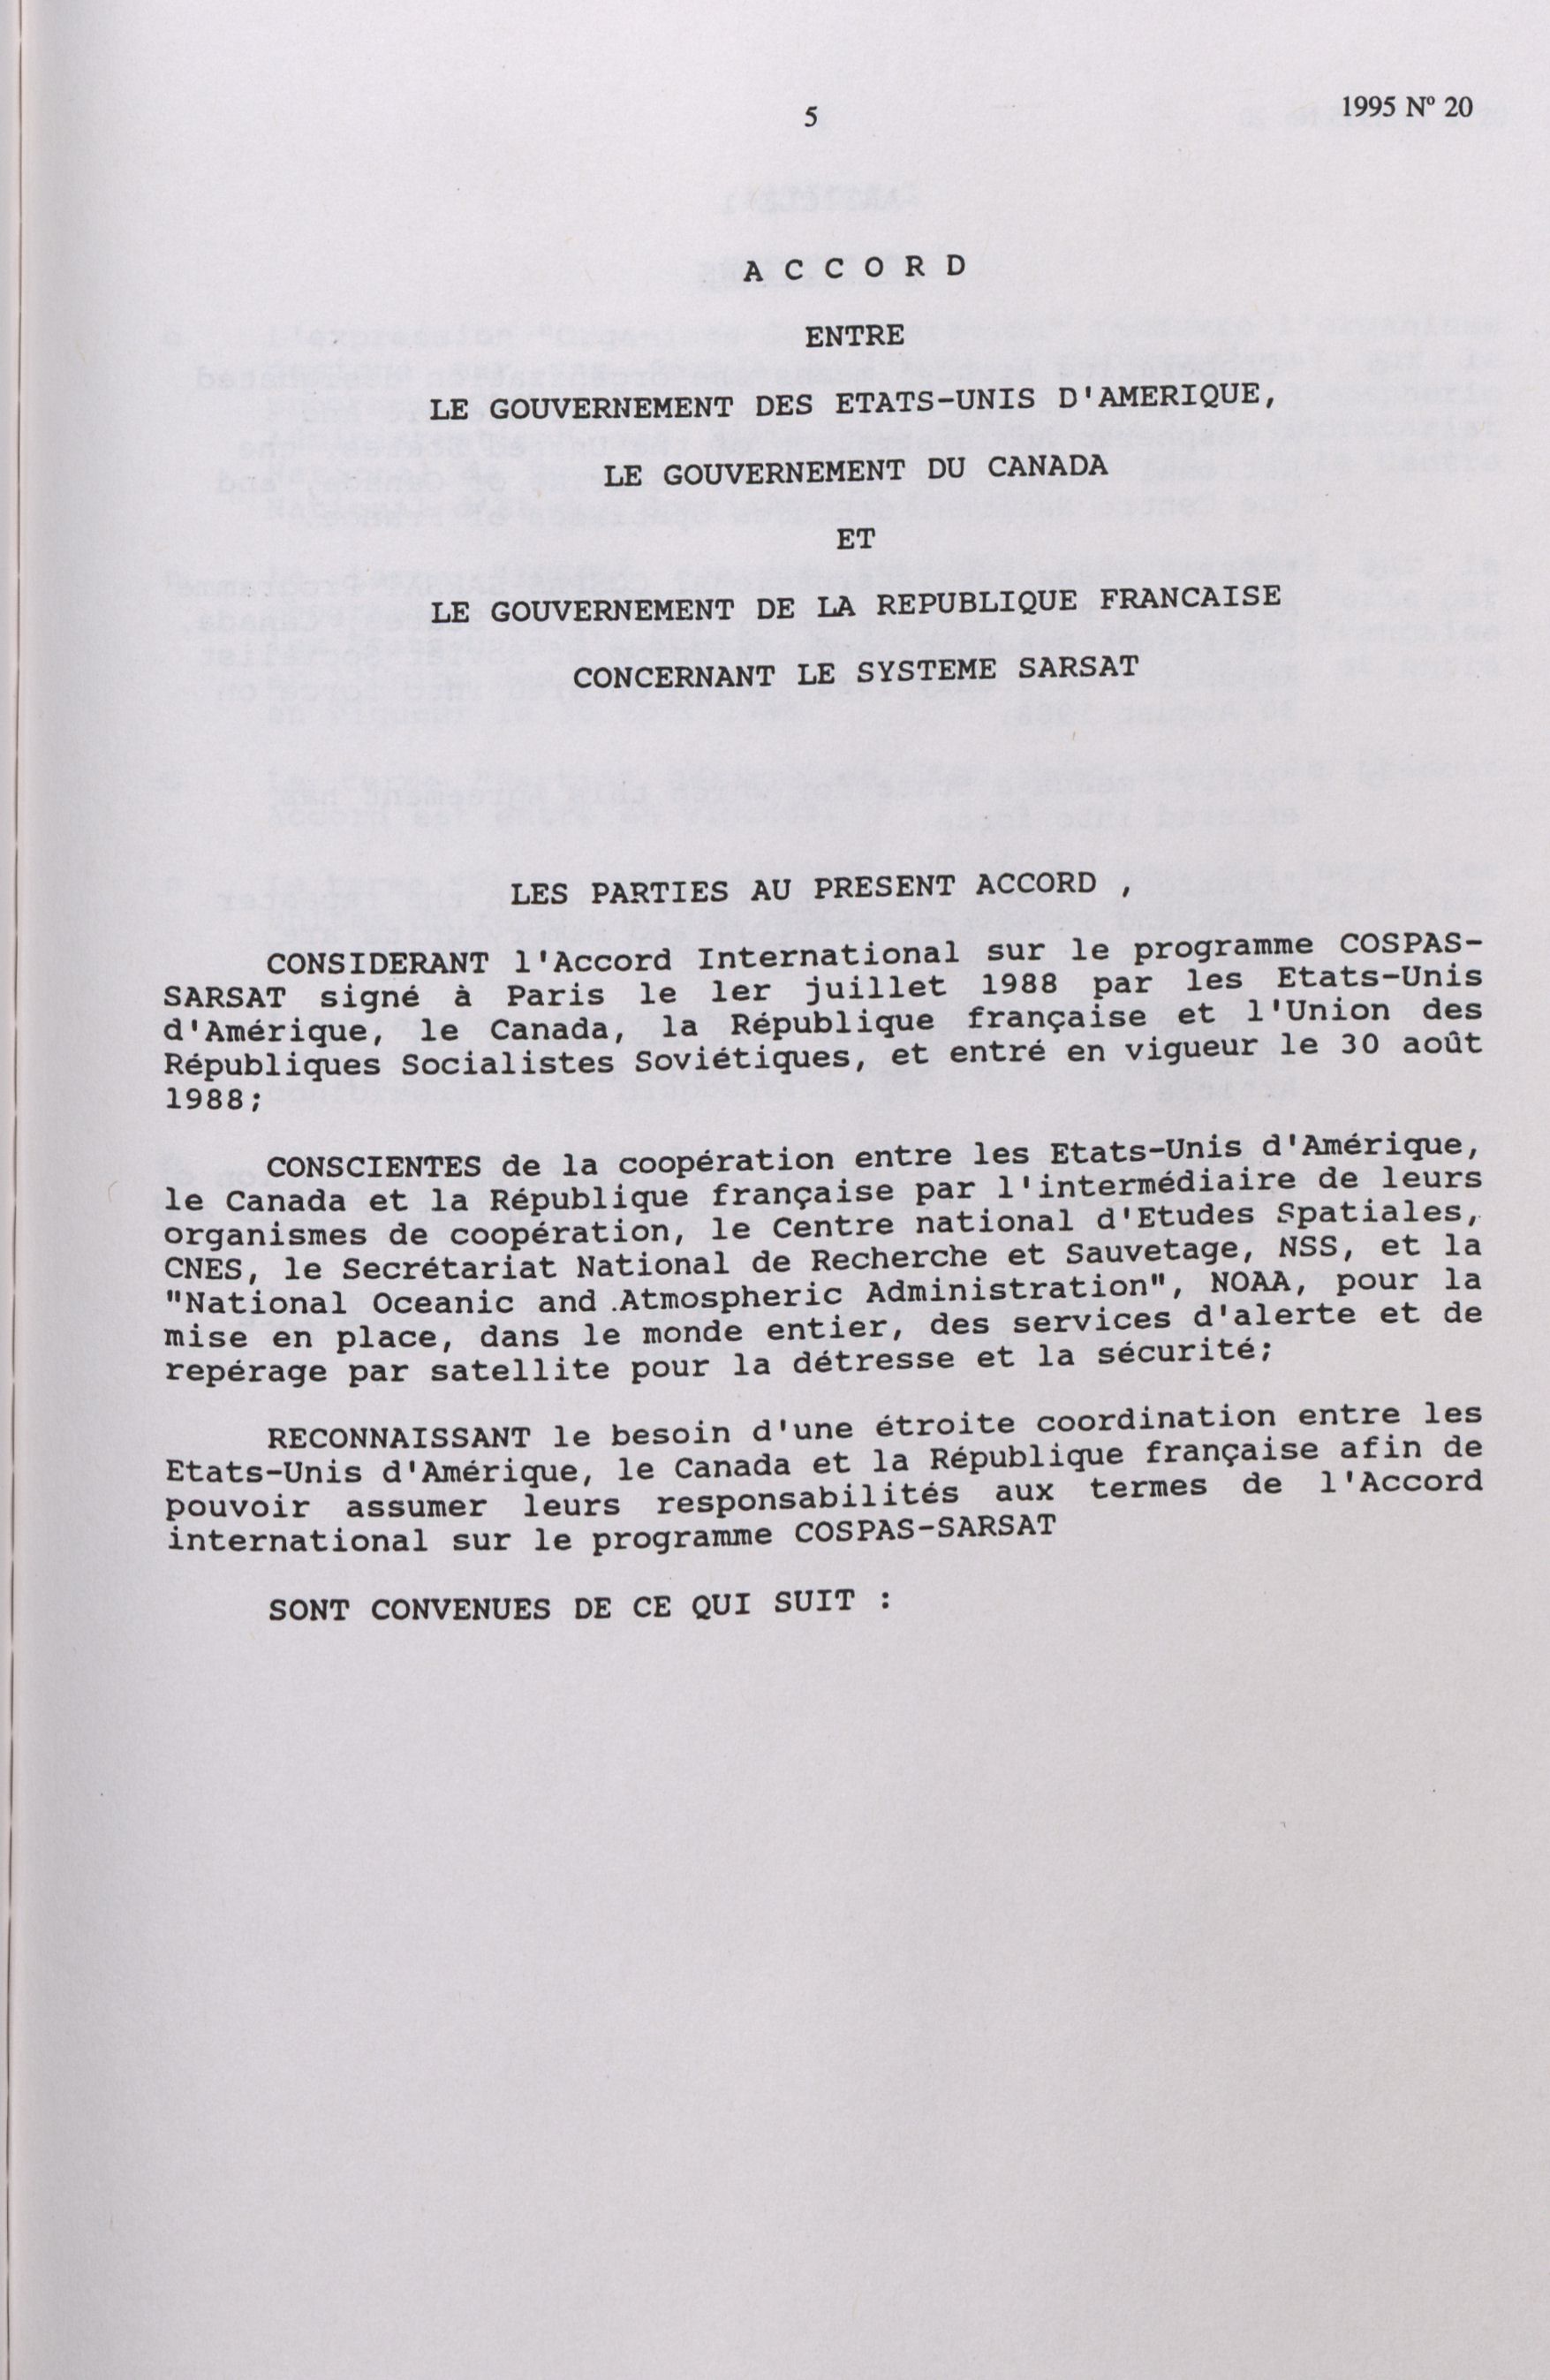 5
1995 Nº 20
A C C O R D
ENTRE
LE GOUVERNEMENT DES ETATS-UNIS D'AMERIQUE,
LE GOUVERNEMENT DU CANADA
ET
LE GOUVERNEMENT DE LA REPUBLIQUE FRANCAISE
CONCERNANT LE SYSTEME SARSAT
LES PARTIES AU PRESENT ACCORD ,
CONSIDERANT l'Accord International sur le programme COSPAS-
SARSAT signé à Paris le 1er juillet 1988 par les Etats-Unis
d'Amérique, le Canada, la République française et l'Union des
Républiques Socialistes Soviétiques, et entré en vigueur le 30 août
1988;
CONSCIENTES de la coopération entre les Etats-Unis d'Amérique,
le Canada et la République française par l'intermédiaire de leurs
organismes de coopération, le Centre national d'Etudes Spatiales,
CNES, le Secrétariat National de Recherche et Sauvetage, NSS, et la
"National Oceanic and .Atmospheric Administration", NOAA, pour la
mise en place, dans le monde entier, des services d'alerte et de
repérage par satellite pour la détresse et la sécurité;
RECONNAISSANT le besoin d'une étroite coordination entre les
Etats-Unis d'Amérique, le Canada et la République française afin de
pouvoir assumer leurs responsabilités aux termes de l'Accord
international sur le programme COSPAS-SARSAT
SONT CONVENUES DE CE QUI SUIT :